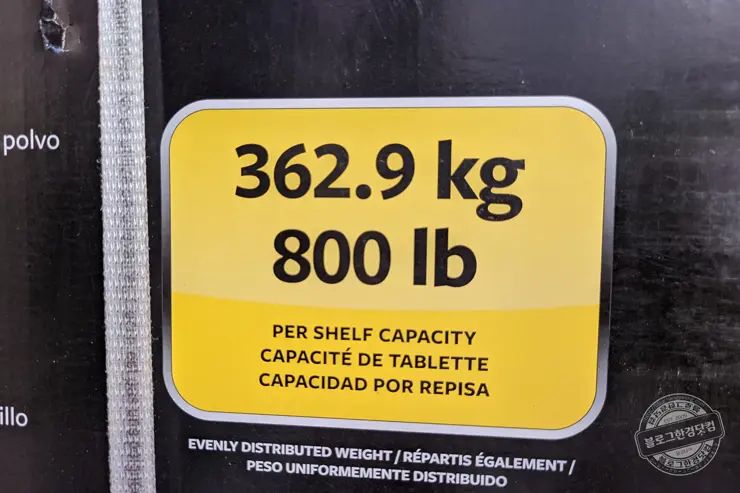 polvo
362.9 kg
800 lb
PER SHELF CAPACITY
CAPACITÉ DE TABLETTE
CAPACIDAD POR REPISA
illo
EVENLY DISTRIBUTED WEIGHT / RÉPARTIS ÉGALEMENT /
PESO UNIFORMEMENTE DISTRIBUIDO
블로그한경닷컴